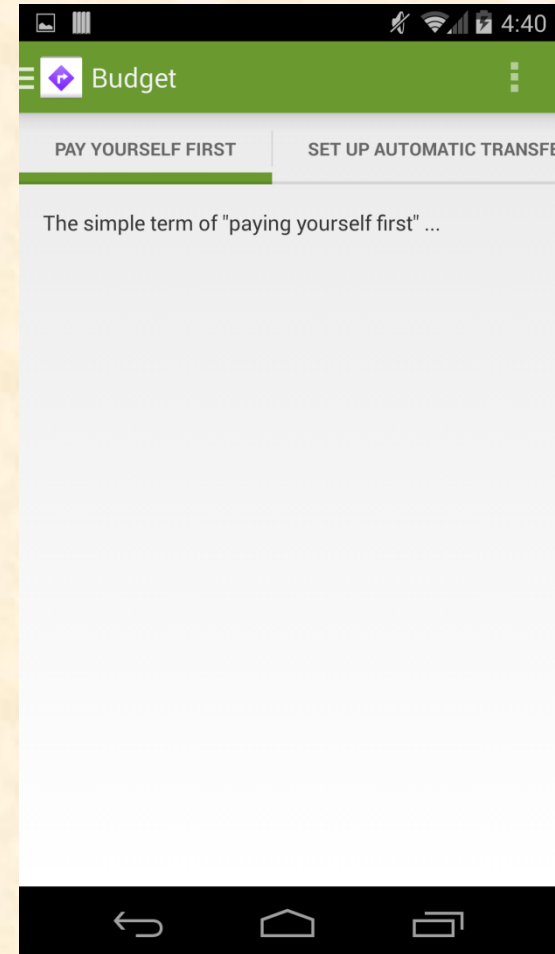 4:40
Budget
PAY YOURSELF FIRST SET UP AUTOMATIC TRANSFE
The simple term of "paying yourself first" ...